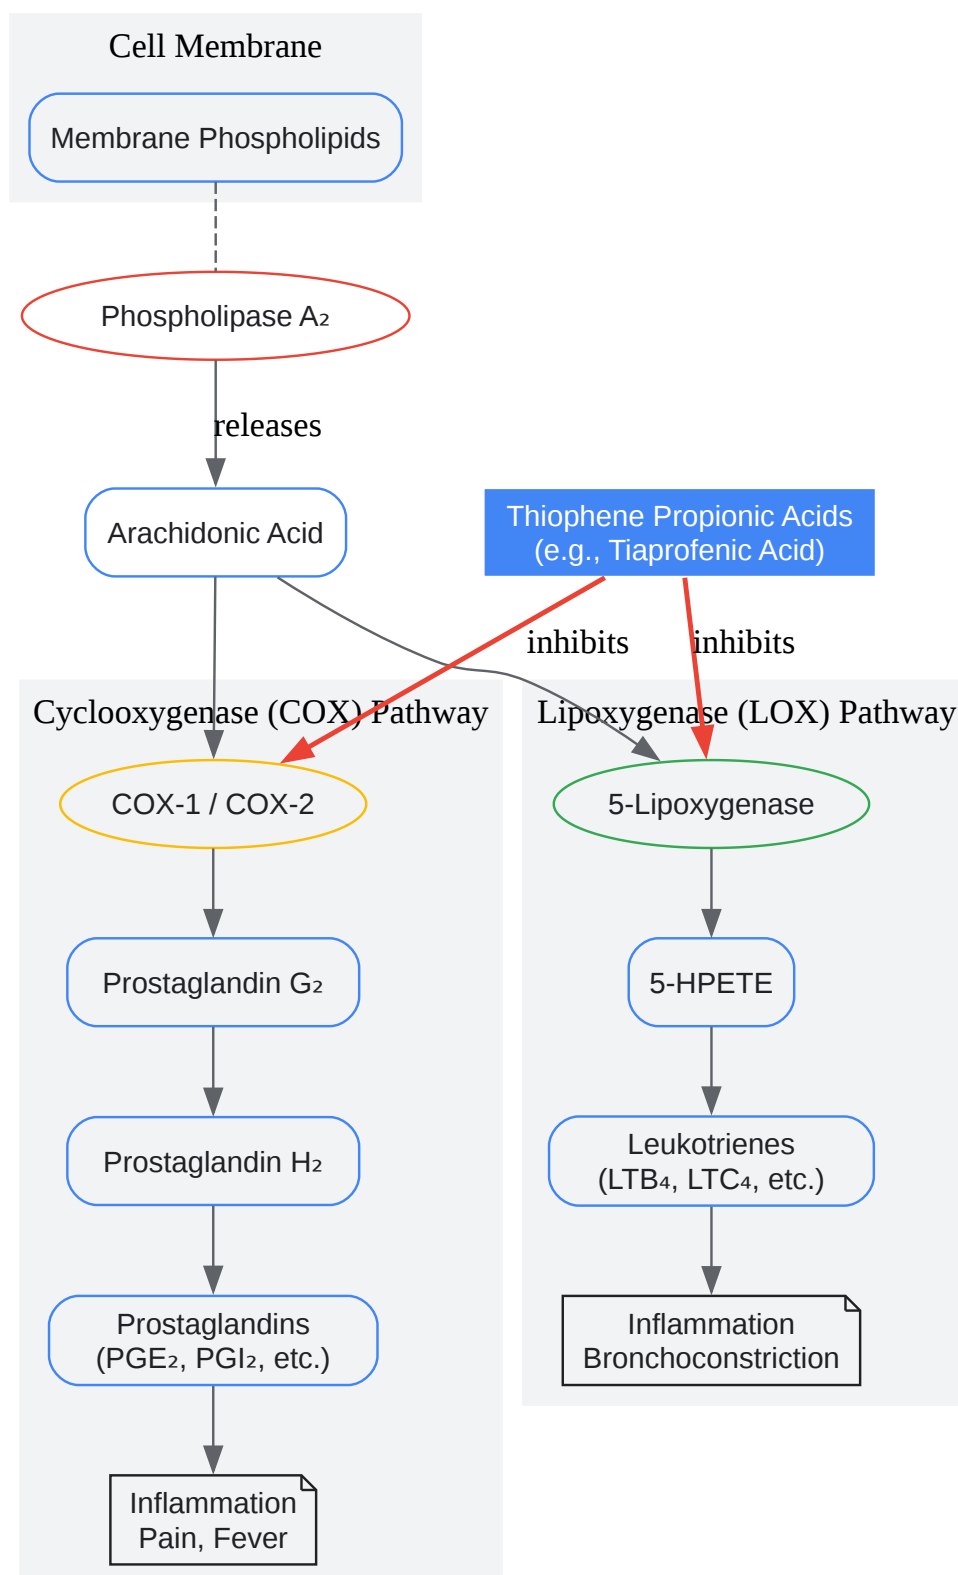 Cell Membrane
Membrane Phospholipids
Phospholipase A₂
releases
Arachidonic Acid
Thiophene Propionic Acids
(e.g., Tiaprofenic Acid)
inhibits
inhibits
Cyclooxygenase (COX) Pathway
COX-1 / COX-2
Prostaglandin G₂
Prostaglandin H₂
Prostaglandins
(PGE₂, PGI₂, etc.)
Inflammation
Pain, Fever
Lipoxygenase (LOX) Pathway
5-Lipoxygenase
5-HPETE
Leukotrienes
(LTB₄, LTC₄, etc.)
Inflammation
Bronchoconstriction